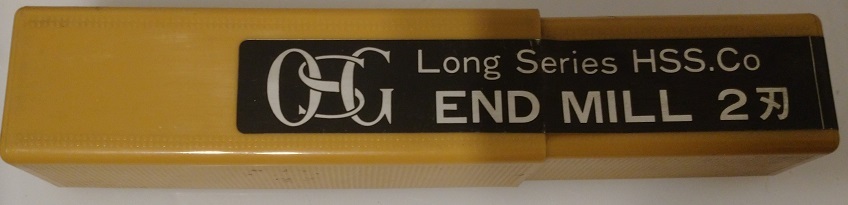 OSG
Long Series HSS.Co
END MILL 2刃